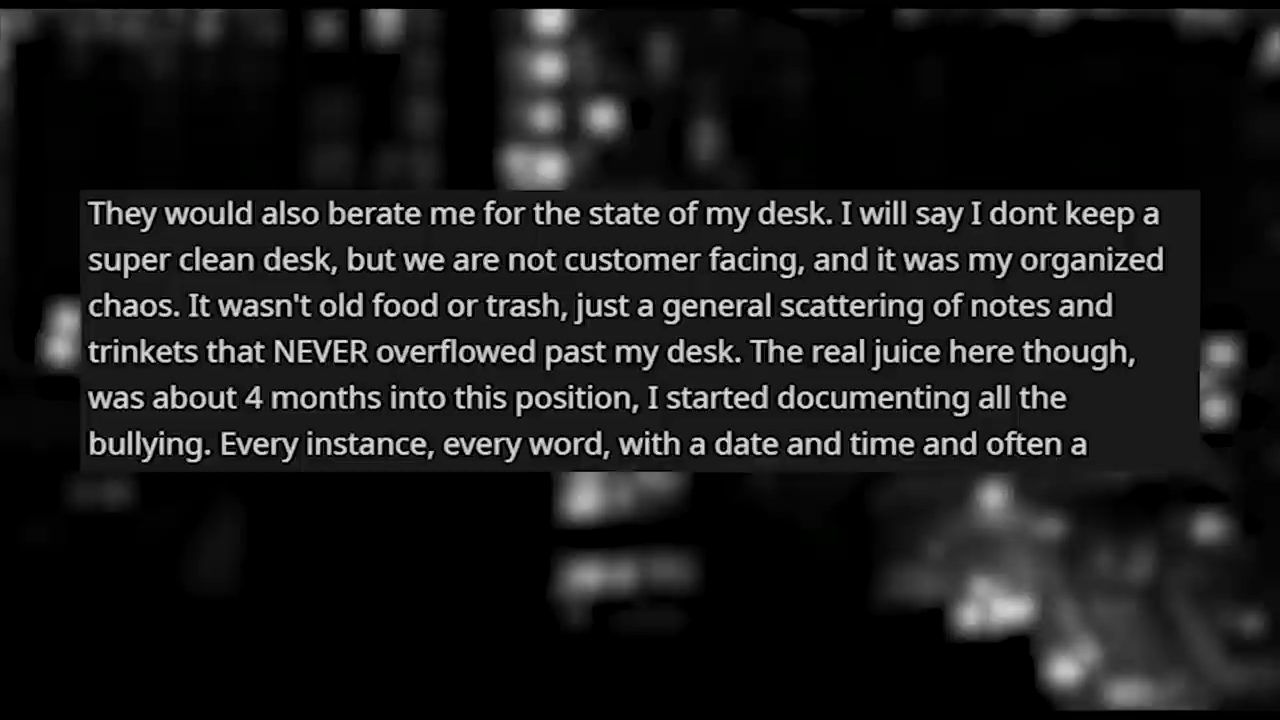 They would also berate me for the state of my desk. I will say I dont keep a
super clean desk, but we are not customer facing, and it was my organized
chaos. It wasn't old food or trash, just a general scattering of notes and
trinkets that NEVER overflowed past my desk. The real juice here though,
was about 4 months into this position, I started documenting all the
bullying. Every instance, every word, with a date and time and often a